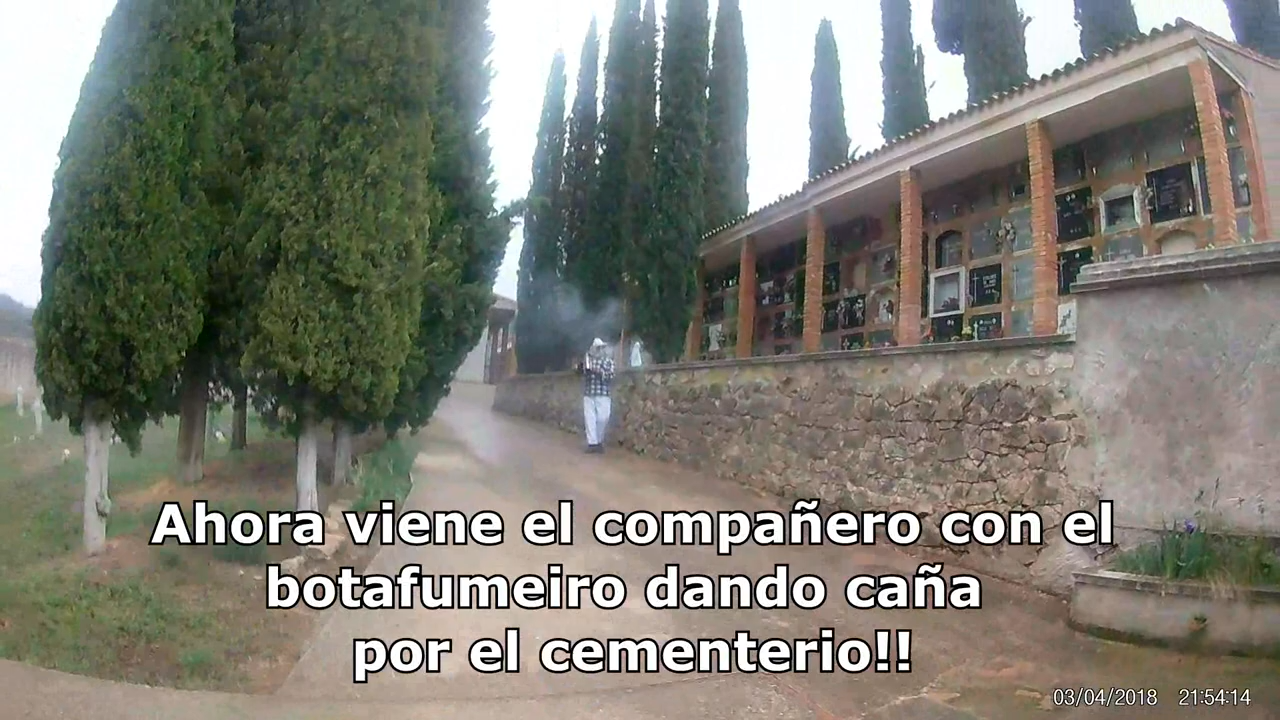 Ahora viene el compañero con el
botafumeiro dando caña
por el cementerio!!
03/04/2018 21:54:14